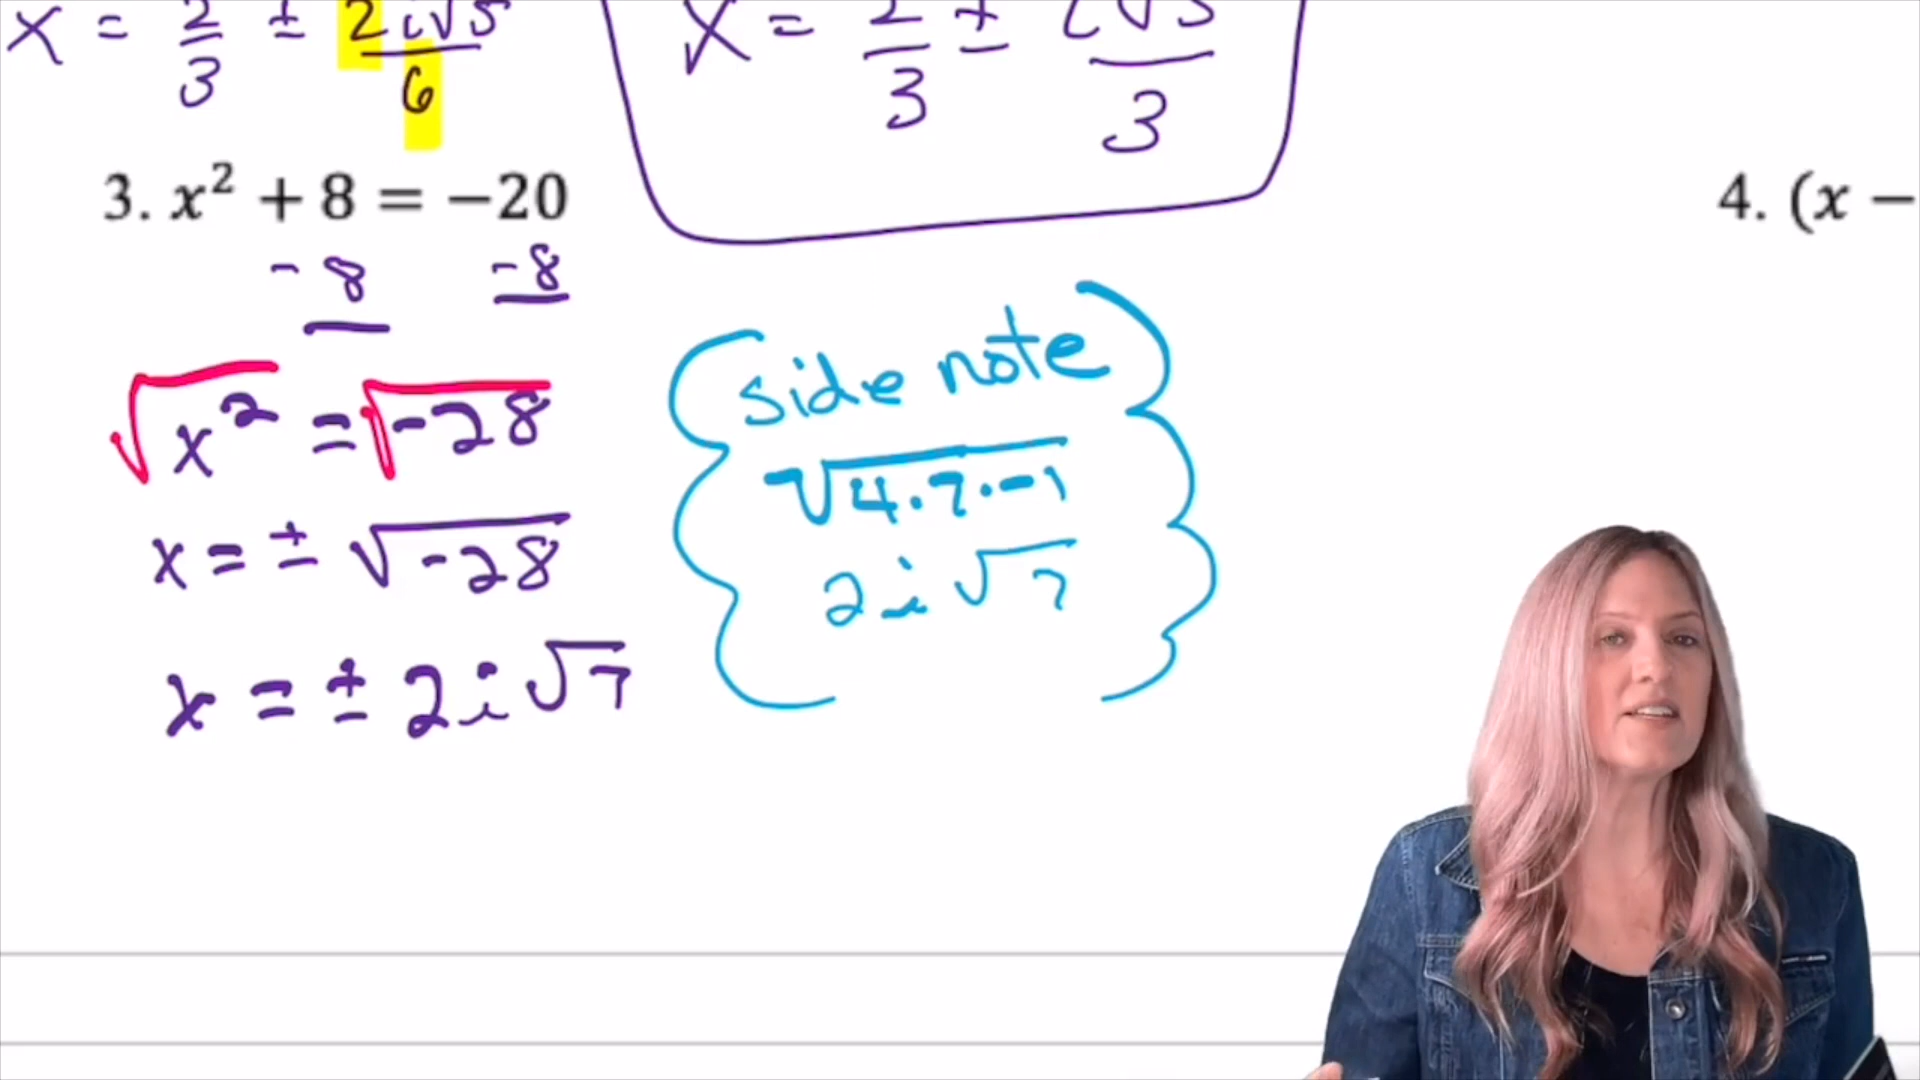 x = 2/3 ± 2i√5/6
x = 2/3 ± i√5/3
3. x² + 8 = −20
- 8 -8
√x² = √-28
x = ± √-28
x = ± 2i√7
side note
√4·7·-1
2i√7
4. (x −